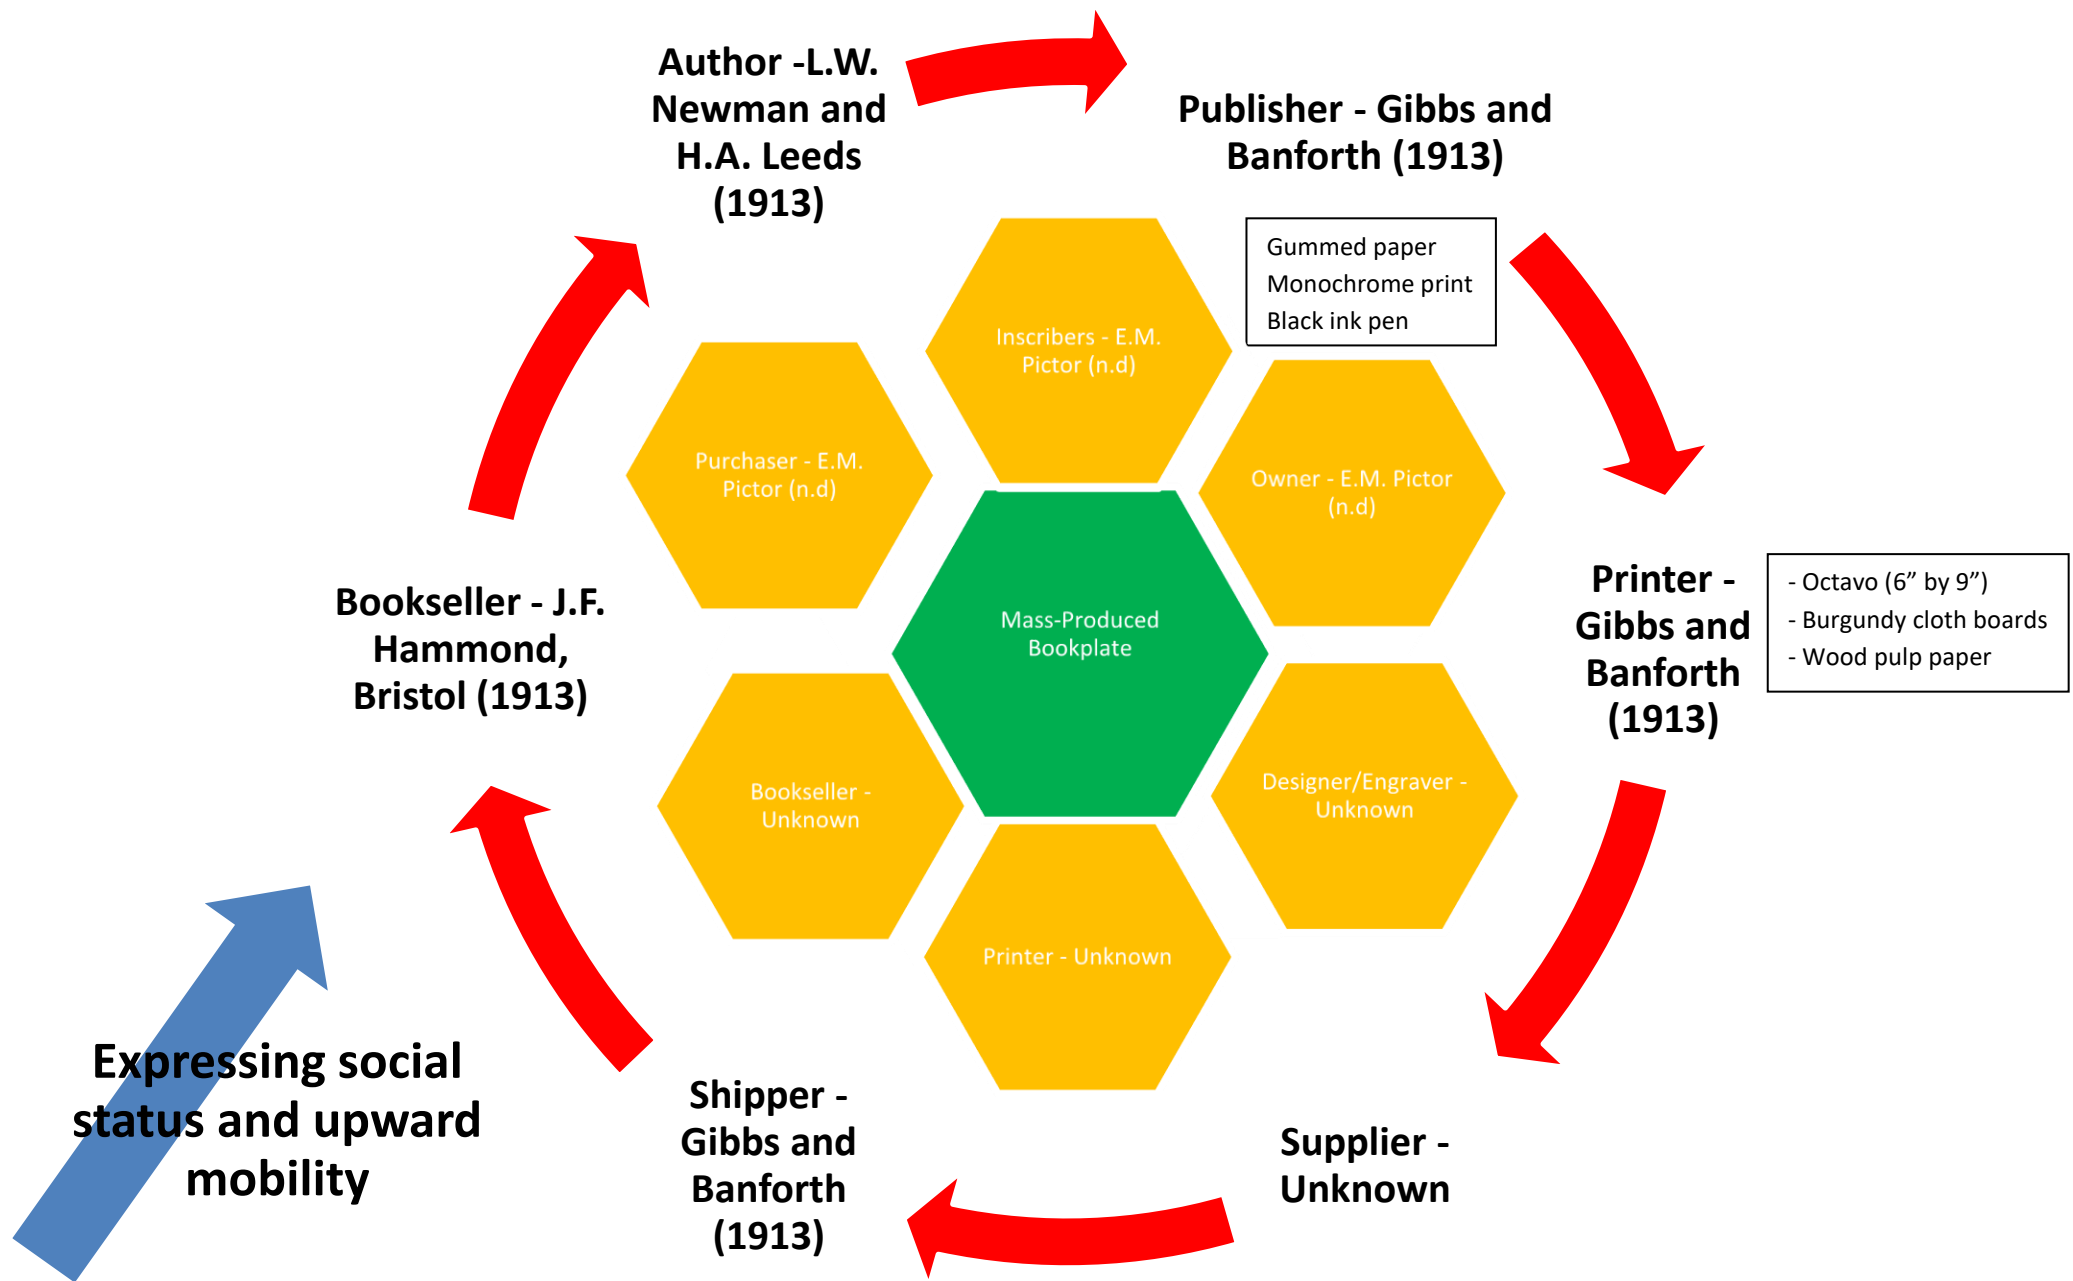 Author -L.W.
Newman and
H.A. Leeds
(1913)
Publisher - Gibbs and
Banforth (1913)
Gummed paper
Monochrome print
Black ink pen
Inscribers - E.M.
Pictor (n.d)
Purchaser - E.M.
Pictor (n.d)
Owner - E.M. Pictor
(n.d)
Printer -
Gibbs and
Banforth
(1913)
- Octavo (6” by 9”)
- Burgundy cloth boards
- Wood pulp paper
Bookseller - J.F.
Hammond,
Bristol (1913)
Mass-Produced
Bookplate
Bookseller -
Unknown
Designer/Engraver -
Unknown
Printer - Unknown
Expressing social
status and upward
mobility
Shipper -
Gibbs and
Banforth
(1913)
Supplier -
Unknown